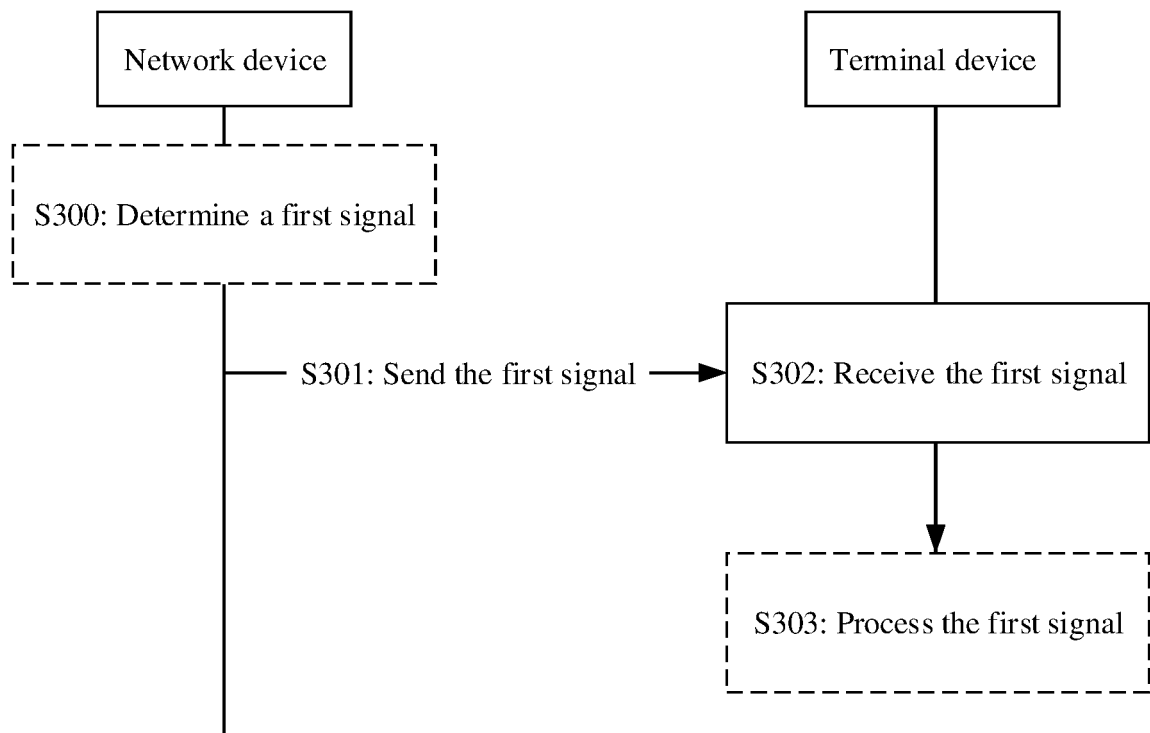 Network device
Terminal device
S300: Determine a first signal
S301: Send the first signal
S302: Receive the first signal
S303: Process the first signal